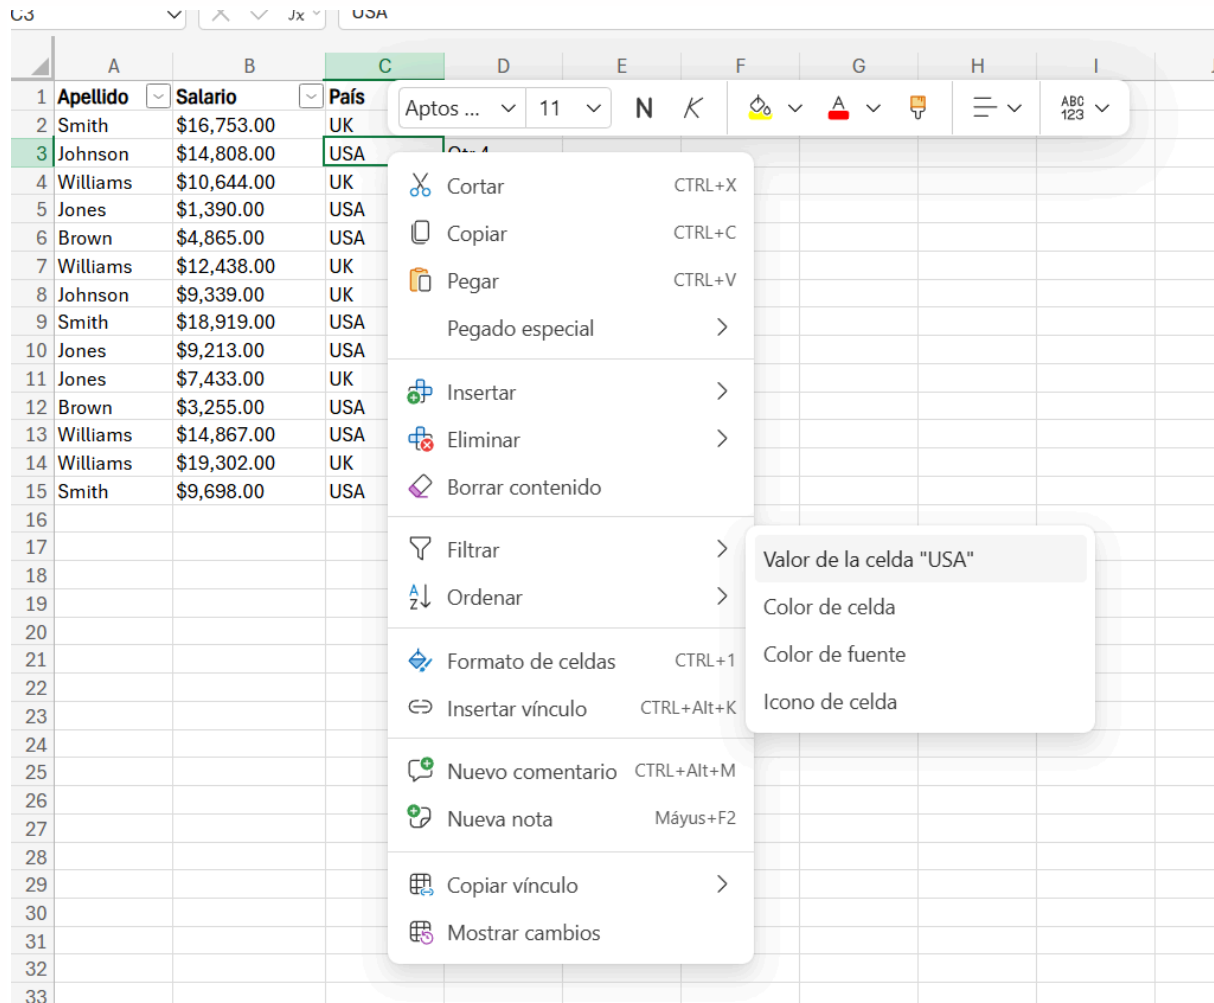 C3 fx USA
A B C D E F G H I
Aptos ... 11 N K A ABC 123
1 Apellido Salario País
2 Smith $16,753.00 UK
3 Johnson $14,808.00 USA Qtr 4
4 Williams $10,644.00 UK
5 Jones $1,390.00 USA
6 Brown $4,865.00 USA
7 Williams $12,438.00 UK
8 Johnson $9,339.00 UK
9 Smith $18,919.00 USA
10 Jones $9,213.00 USA
11 Jones $7,433.00 UK
12 Brown $3,255.00 USA
13 Williams $14,867.00 USA
14 Williams $19,302.00 UK
15 Smith $9,698.00 USA
16
17
18
19
20
21
22
23
24
25
26
27
28
29
30
31
32
33
Cortar CTRL+X
Copiar CTRL+C
Pegar CTRL+V
Pegado especial
Insertar
Eliminar
Borrar contenido
Filtrar
Ordenar
Formato de celdas CTRL+1
Insertar vínculo CTRL+Alt+K
Nuevo comentario CTRL+Alt+M
Nueva nota Máyus+F2
Copiar vínculo
Mostrar cambios
Valor de la celda "USA"
Color de celda
Color de fuente
Icono de celda